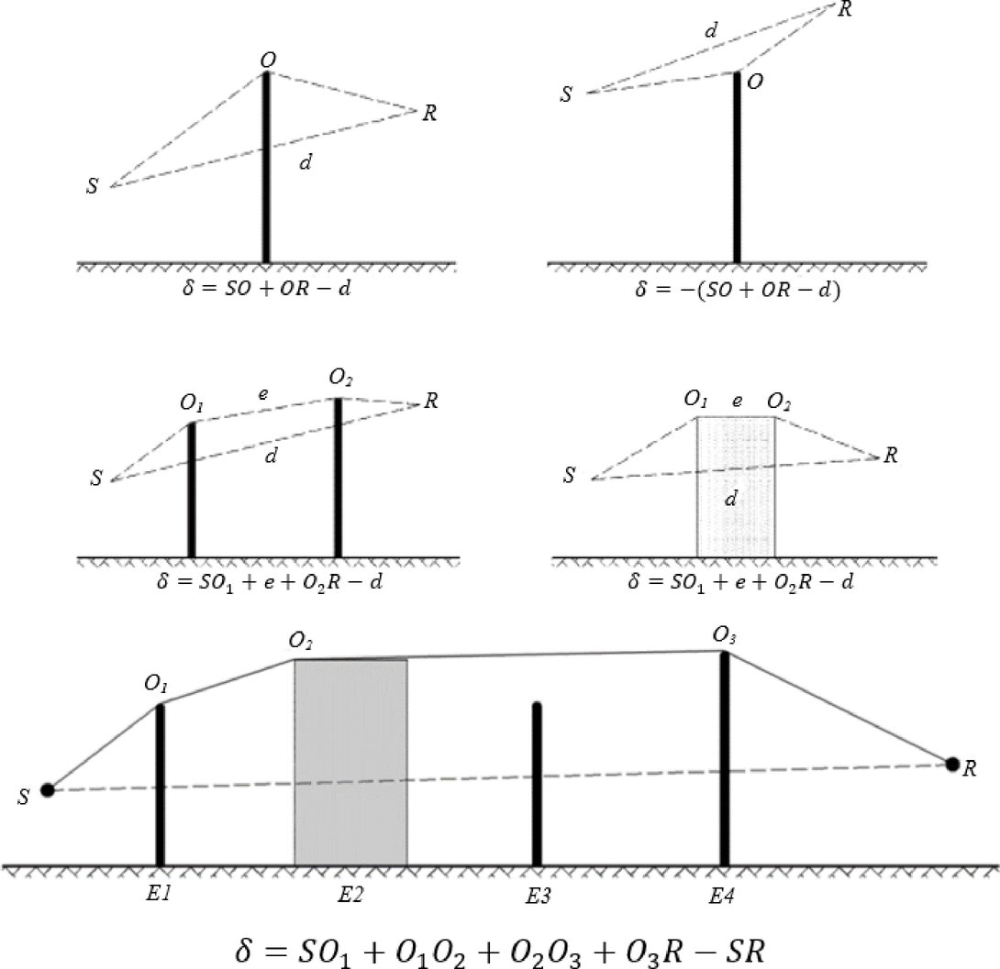 O
R
S
d
δ = SO + OR − d
d
R
S
O
δ = −(SO + OR − d)
O₁
e
O₂
R
S
d
δ = SO₁ + e + O₂R − d
O₁ e O₂
R
S
d
δ = SO₁ + e + O₂R − d
O₁
O₂
O₃
S
R
E1 E2 E3 E4
δ = SO₁ + O₁O₂ + O₂O₃ + O₃R − SR